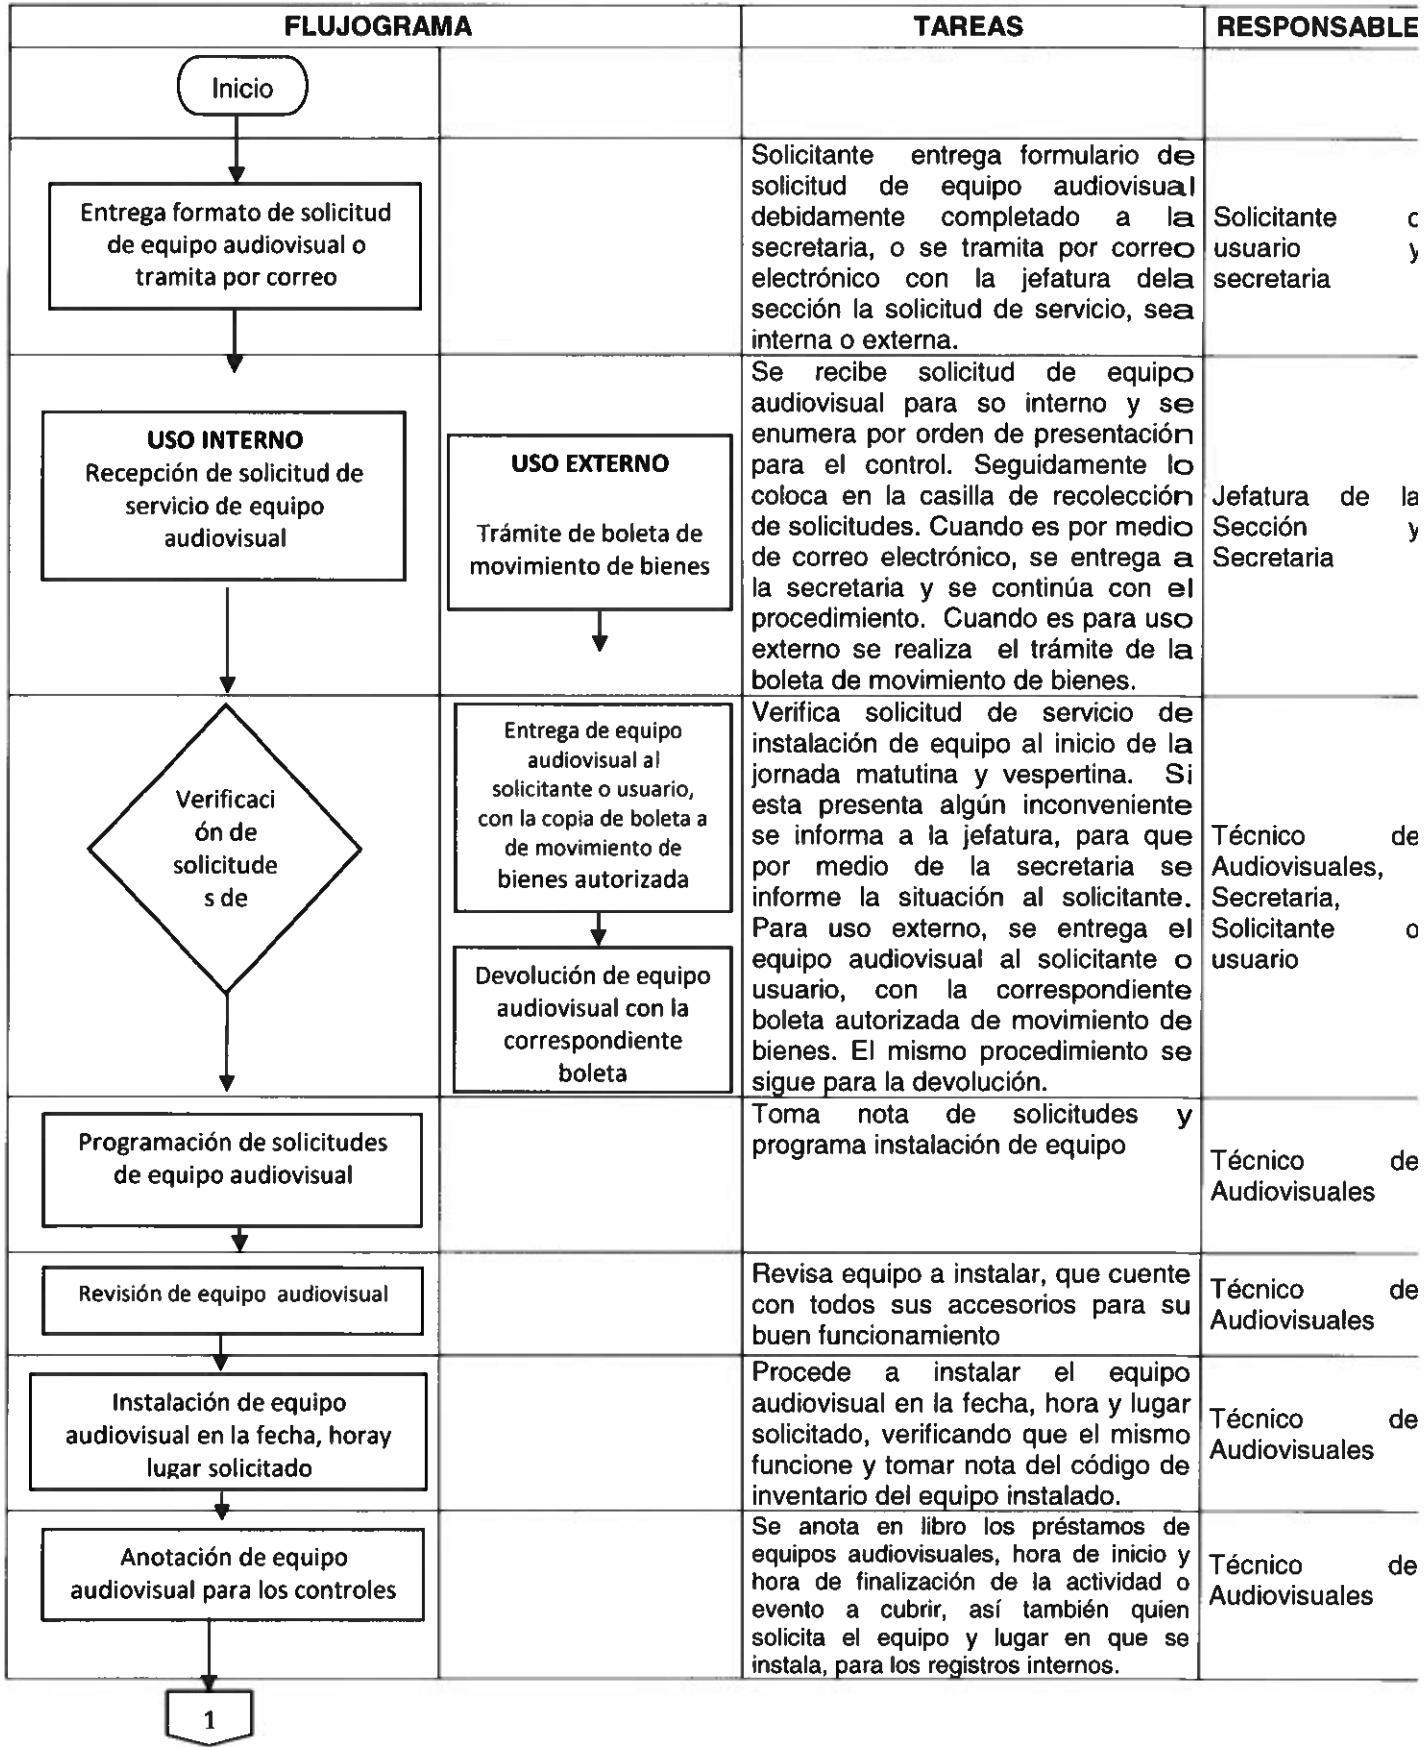 FLUJOGRAMA
TAREAS
RESPONSABLE
Inicio
Entrega formato de solicitud
de equipo audiovisual o
tramita por correo
Solicitante entrega formulario de
solicitud de equipo audiovisual
debidamente completado a la
secretaria, o se tramita por correo
electrónico con la jefatura dela
sección la solicitud de servicio, sea
interna o externa.
Solicitante
usuario y
secretaria
USO INTERNO
Recepción de solicitud de
servicio de equipo
audiovisual
USO EXTERNO
Trámite de boleta de
movimiento de bienes
Se recibe solicitud de equipo
audiovisual para so interno y se
enumera por orden de presentación
para el control. Seguidamente lo
coloca en la casilla de recolección
de solicitudes. Cuando es por medio
de correo electrónico, se entrega a
la secretaria y se continúa con el
procedimiento. Cuando es para uso
externo se realiza el trámite de la
boleta de movimiento de bienes.
Jefatura de la
Sección y
Secretaria
Verificaci
ón de
solicitude
s de
Entrega de equipo
audiovisual al
solicitante o usuario,
con la copia de boleta a
de movimiento de
bienes autorizada
Devolución de equipo
audiovisual con la
correspondiente
boleta
Verifica solicitud de servicio de
instalación de equipo al inicio de la
jornada matutina y vespertina. Si
esta presenta algún inconveniente
se informa a la jefatura, para que
por medio de la secretaria se
informe la situación al solicitante.
Para uso externo, se entrega el
equipo audiovisual al solicitante o
usuario, con la correspondiente
boleta autorizada de movimiento de
bienes. El mismo procedimiento se
sigue para la devolución.
Técnico de
Audiovisuales,
Secretaria,
Solicitante o
usuario
Programación de solicitudes
de equipo audiovisual
Toma nota de solicitudes y
programa instalación de equipo
Técnico de
Audiovisuales
Revisión de equipo audiovisual
Revisa equipo a instalar, que cuente
con todos sus accesorios para su
buen funcionamiento
Técnico de
Audiovisuales
Instalación de equipo
audiovisual en la fecha, horay
lugar solicitado
Procede a instalar el equipo
audiovisual en la fecha, hora y lugar
solicitado, verificando que el mismo
funcione y tomar nota del código de
inventario del equipo instalado.
Técnico de
Audiovisuales
Anotación de equipo
audiovisual para los controles
Se anota en libro los préstamos de
equipos audiovisuales, hora de inicio y
hora de finalización de la actividad o
evento a cubrir, así también quien
solicita el equipo y lugar en que se
instala, para los registros internos.
Técnico de
Audiovisuales
1